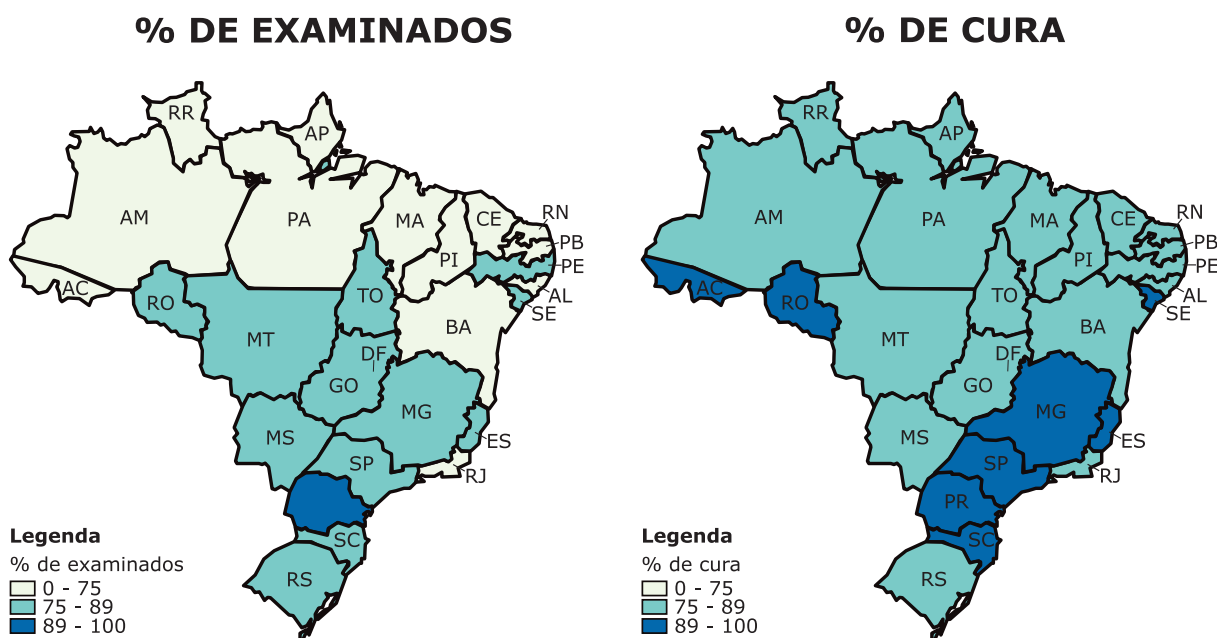 % DE EXAMINADOS
RR
AP
AM
PA
MA
CE
RN
PB
PI
PE
AC
AL
RO
TO
SE
BA
MT
DF
GO
MG
MS
ES
SP
RJ
SC
RS
Legenda
% de examinados
0 - 75
75 - 89
89 - 100
% DE CURA
RR
AP
AM
PA
MA
CE
RN
PB
PI
PE
AC
AL
RO
TO
SE
BA
MT
DF
GO
MG
MS
ES
SP
RJ
PR
SC
RS
Legenda
% de cura
0 - 75
75 - 89
89 - 100